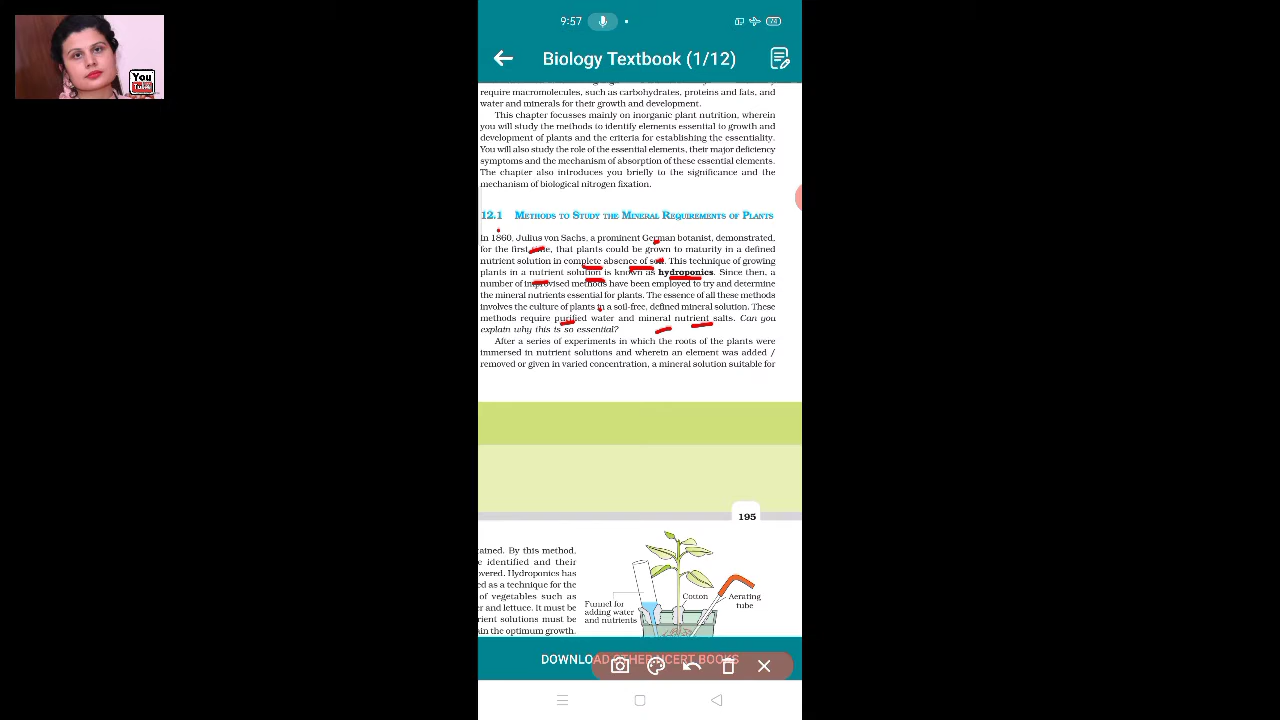 You
Tube
9:57
74
Biology Textbook (1/12)
require macromolecules, such as carbohydrates, proteins and fats, and
water and minerals for their growth and development.
This chapter focusses mainly on inorganic plant nutrition, wherein
you will study the methods to identify elements essential to growth and
development of plants and the criteria for establishing the essentiality.
You will also study the role of the essential elements, their major deficiency
symptoms and the mechanism of absorption of these essential elements.
The chapter also introduces you briefly to the significance and the
mechanism of biological nitrogen fixation.
12.1 METHODS TO STUDY THE MINERAL REQUIREMENTS OF PLANTS
In 1860, Julius von Sachs, a prominent German botanist, demonstrated,
for the first time, that plants could be grown to maturity in a defined
nutrient solution in complete absence of soil. This technique of growing
plants in a nutrient solution is known as hydroponics. Since then, a
number of improvised methods have been employed to try and determine
the mineral nutrients essential for plants. The essence of all these methods
involves the culture of plants in a soil-free, defined mineral solution. These
methods require purified water and mineral nutrient salts. Can you
explain why this is so essential?
After a series of experiments in which the roots of the plants were
immersed in nutrient solutions and wherein an element was added /
removed or given in varied concentration, a mineral solution suitable for
195
tained. By this method,
e identified and their
overed. Hydroponics has
ed as a technique for the
of vegetables such as
er and lettuce. It must be
rient solutions must be
ain the optimum growth.
Funnel for
adding water
and nutrients
Cotton
Aerating
tube
DOWNLOAD OTHER NCERT BOOKS